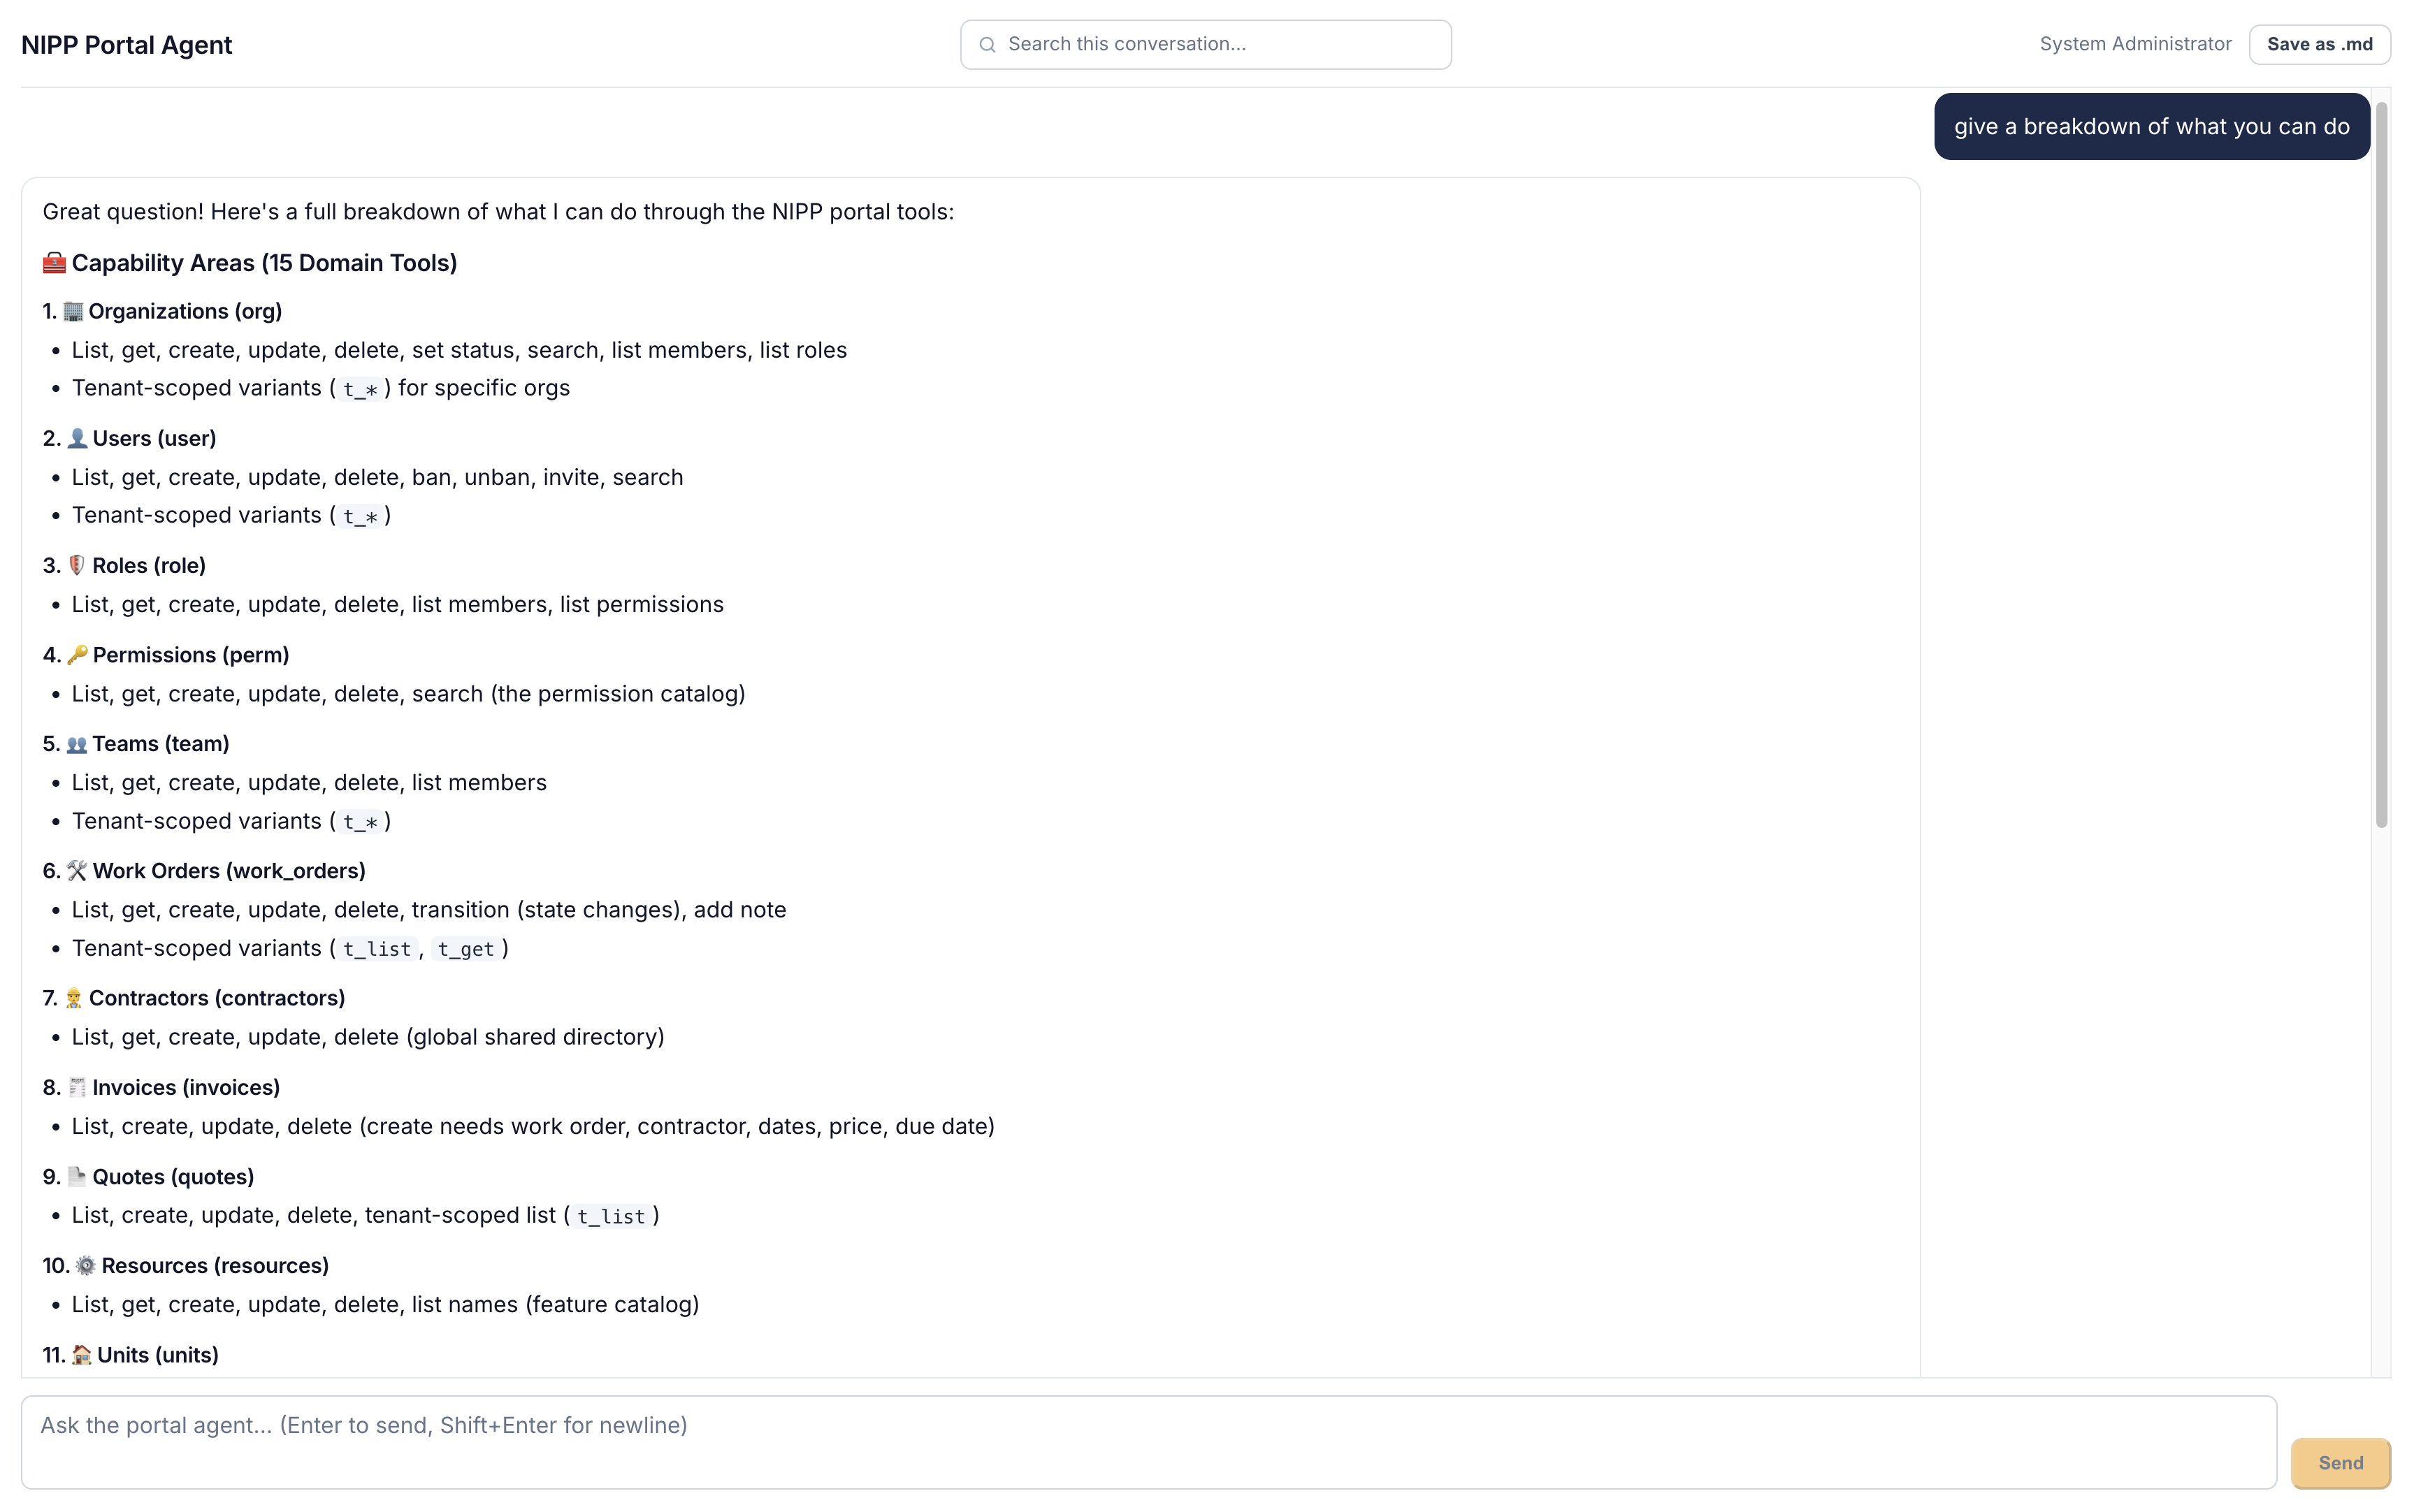 NIPP Portal Agent
Search this conversation...
System Administrator
Save as .md
give a breakdown of what you can do
Great question! Here's a full breakdown of what I can do through the NIPP portal tools:
🧰 Capability Areas (15 Domain Tools)
1. 🏢 Organizations (org)
• List, get, create, update, delete, set status, search, list members, list roles
• Tenant-scoped variants ( t_* ) for specific orgs
2. 👤 Users (user)
• List, get, create, update, delete, ban, unban, invite, search
• Tenant-scoped variants ( t_* )
3. 🛡️ Roles (role)
• List, get, create, update, delete, list members, list permissions
4. 🔑 Permissions (perm)
• List, get, create, update, delete, search (the permission catalog)
5. 👥 Teams (team)
• List, get, create, update, delete, list members
• Tenant-scoped variants ( t_* )
6. 🛠️ Work Orders (work_orders)
• List, get, create, update, delete, transition (state changes), add note
• Tenant-scoped variants ( t_list , t_get )
7. 👷 Contractors (contractors)
• List, get, create, update, delete (global shared directory)
8. 🧾 Invoices (invoices)
• List, create, update, delete (create needs work order, contractor, dates, price, due date)
9. 📄 Quotes (quotes)
• List, create, update, delete, tenant-scoped list ( t_list )
10. ⚙️ Resources (resources)
• List, get, create, update, delete, list names (feature catalog)
11. 🏠 Units (units)
Ask the portal agent... (Enter to send, Shift+Enter for newline)
Send